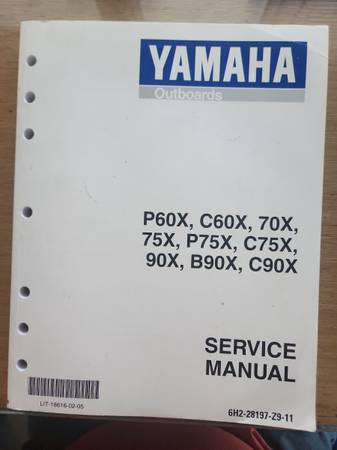 YAMAHA
Outboards
P60X, C60X, 70X,
75X, P75X, C75X,
90X, B90X, C90X
SERVICE
MANUAL
LIT-18616-02-05
6H2-28197-Z9-11